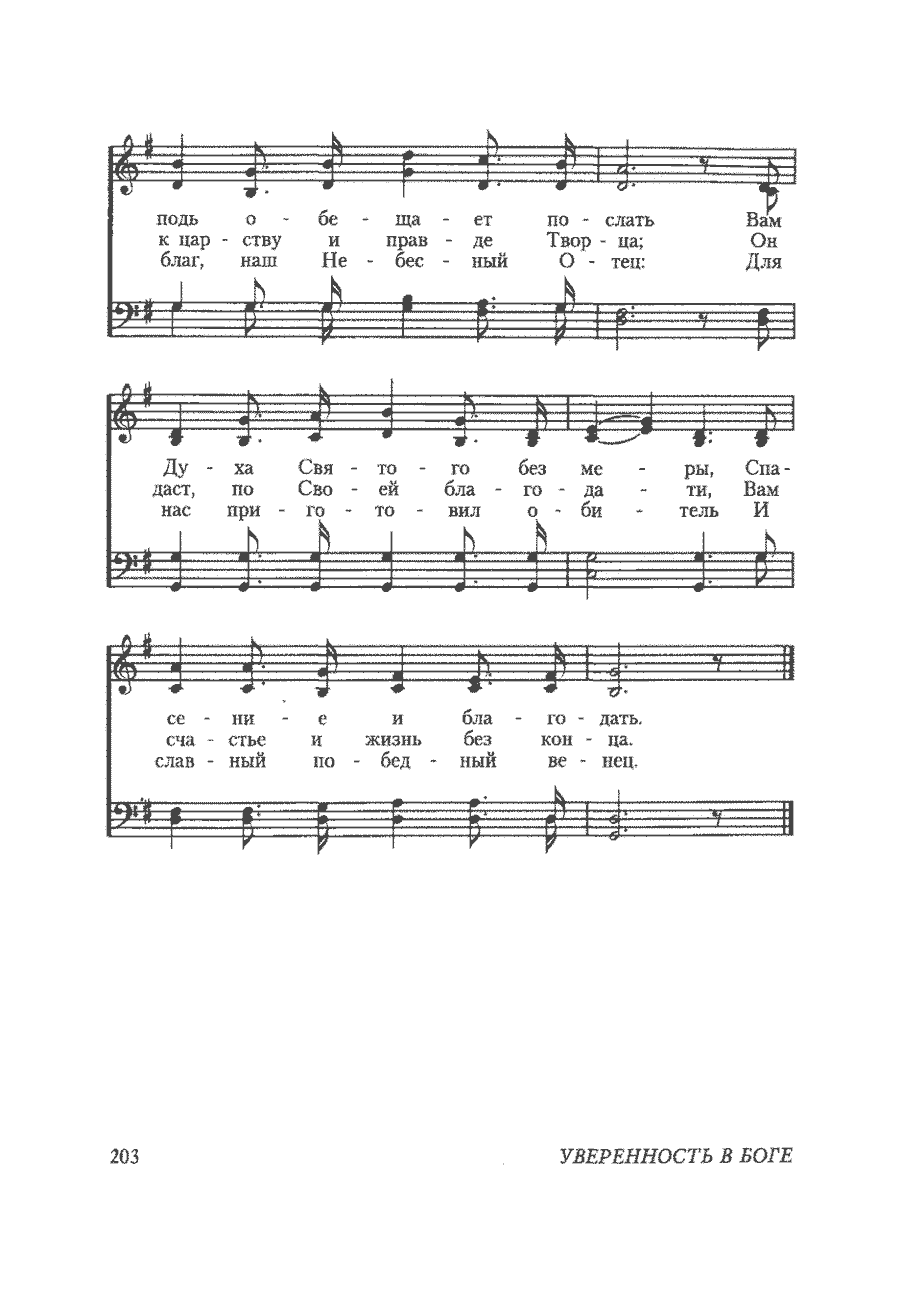 подь о - бе - ща - ет по - слать Вам
к цар - ству и прав - де Твор - ца; Он
благ, наш Не - бес - ный О - тец: Для
Ду - ха Свя - то - го без ме - ры, Спа-
даст, по Сво - ей бла - го - да - ти, Вам
нас при - го - то - вил о - би - тель И
се - ни - е и бла - го - дать.
сча - стье и жизнь без кон - ца.
слав - ный по - бед - ный ве - нец.
203 УВЕРЕННОСТЬ В БОГЕ